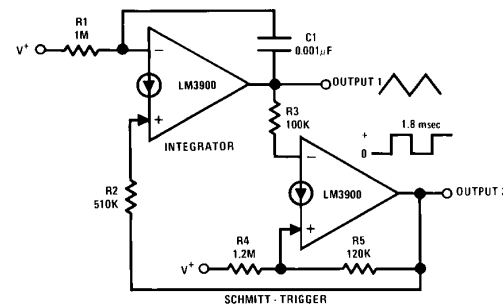 R1
1M
V+
C1
0.001μF
−
LM3900
+
INTEGRATOR
OUTPUT 1
R3
100K
1.8 msec
+
0
R2
510K
−
LM3900
+
OUTPUT 2
R4
1.2M
R5
120K
V+
SCHMITT - TRIGGER